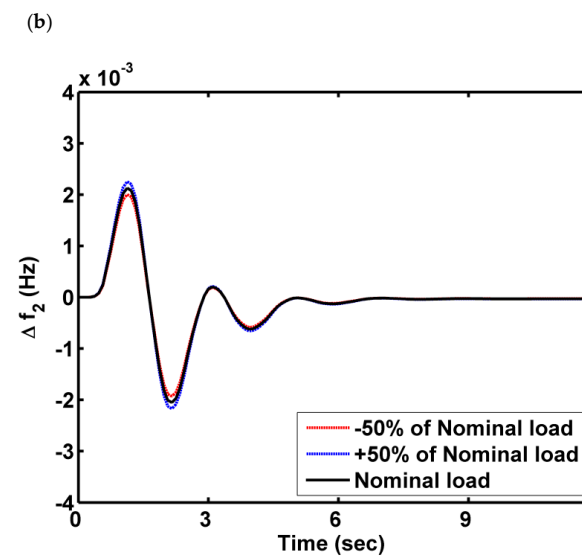 (b)
x 10⁻³
4
3
2
1
0
-1
-2
-3
-4
Δ f₂ (Hz)
-50% of Nominal load
+50% of Nominal load
Nominal load
0 3 6 9
Time (sec)